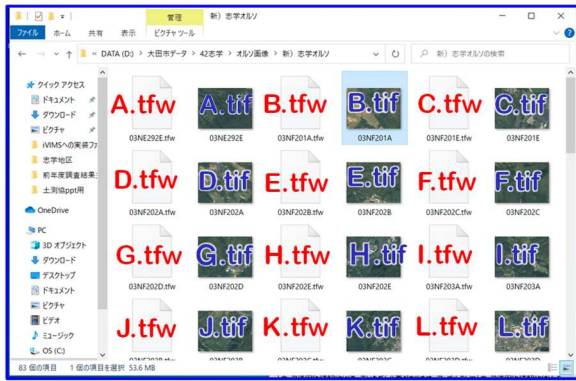 管理
新）志学オルソ
ファイル
ホーム
共有
表示
ピクチャ ツール
« DATA (D:) › 大田市データ › 42志学 › オルソ画像 › 新）志学オルソ
新）志学オルソの検索
クイック アクセス
ドキュメント
ダウンロード
ピクチャ
iVIMSへの実装フ
志学地区
前年度調査結果
土測協ppt用
OneDrive
PC
3D オブジェクト
ダウンロード
デスクトップ
ドキュメント
ピクチャ
ビデオ
ミュージック
OS (C:)
A.tfw A.tif B.tfw B.tif C.tfw C.tif
03NE292E.tfw 03NE292E 03NF201A.tfw 03NF201A 03NF201E.tfw 03NF201E
D.tfw D.tif E.tfw E.tif F.tfw F.tif
03NF202A.tfw 03NF202A 03NF202B.tfw 03NF202B 03NF202C.tfw 03NF202C
G.tfw G.tif H.tfw H.tif I.tfw I.tif
03NF202D.tfw 03NF202D 03NF202E.tfw 03NF202E 03NF203A.tfw 03NF203A
J.tfw J.tif K.tfw K.tif L.tfw L.tif
83 個の項目 1 個の項目を選択 53.6 MB